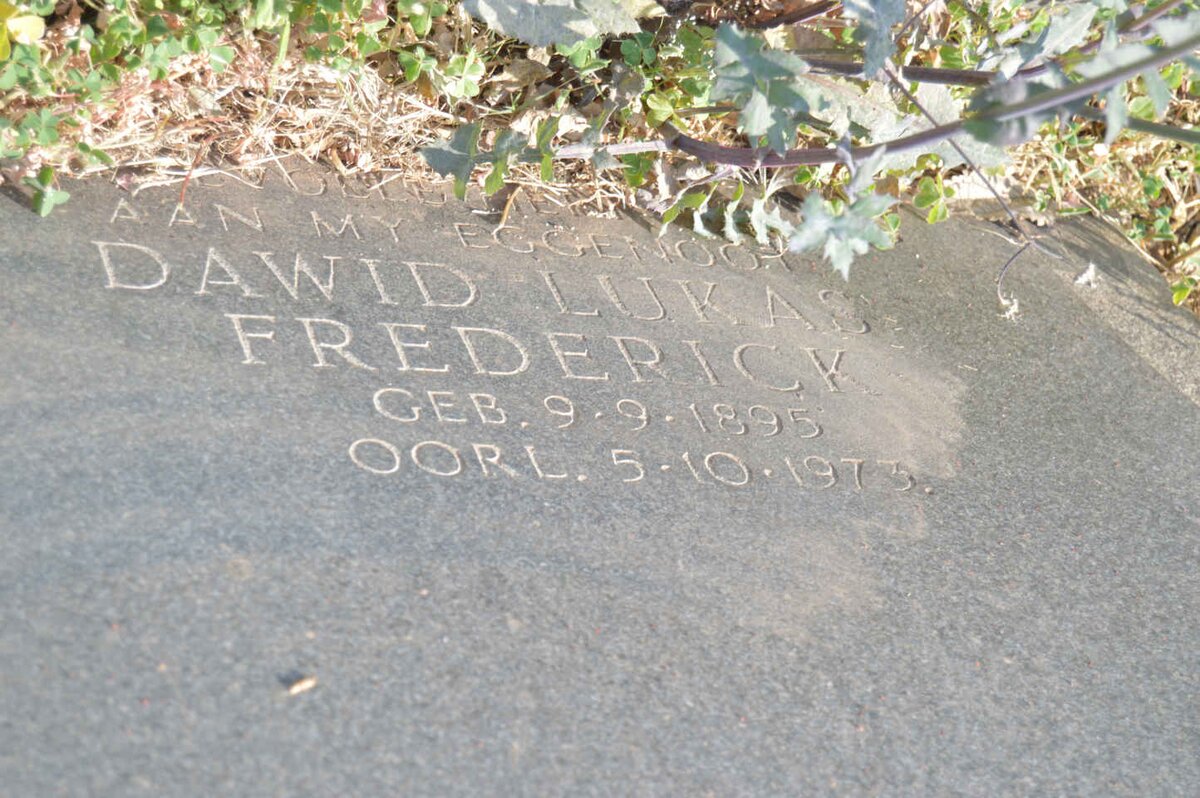 AAN MY EGGENOOT
DAWID LUKAS
FREDERICK
GEB. 9·9·1895
OORL. 5·10·1973.